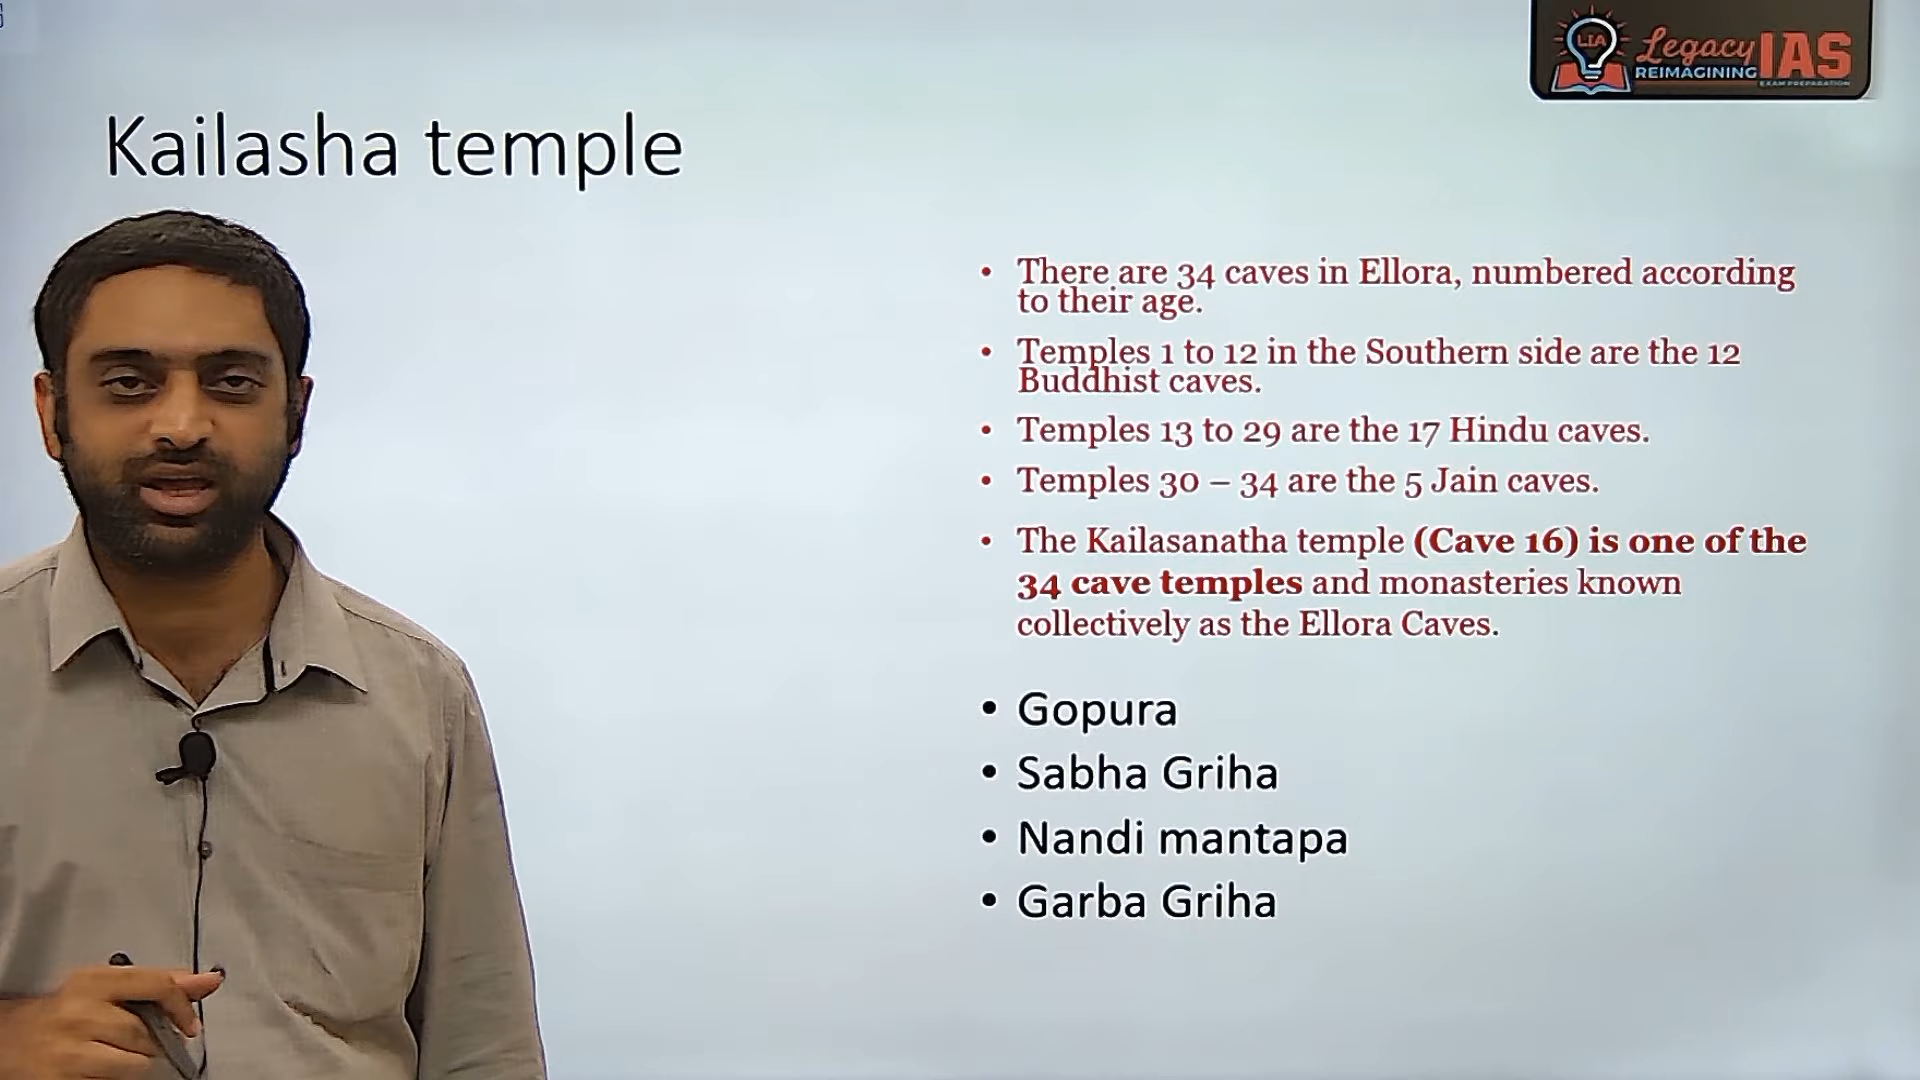 LIA
Legacy IAS
REIMAGINING
EXAM PREPARATION
Kailasha temple
• There are 34 caves in Ellora, numbered according
to their age.
• Temples 1 to 12 in the Southern side are the 12
Buddhist caves.
• Temples 13 to 29 are the 17 Hindu caves.
• Temples 30 – 34 are the 5 Jain caves.
• The Kailasanatha temple (Cave 16) is one of the
34 cave temples and monasteries known
collectively as the Ellora Caves.
• Gopura
• Sabha Griha
• Nandi mantapa
• Garba Griha